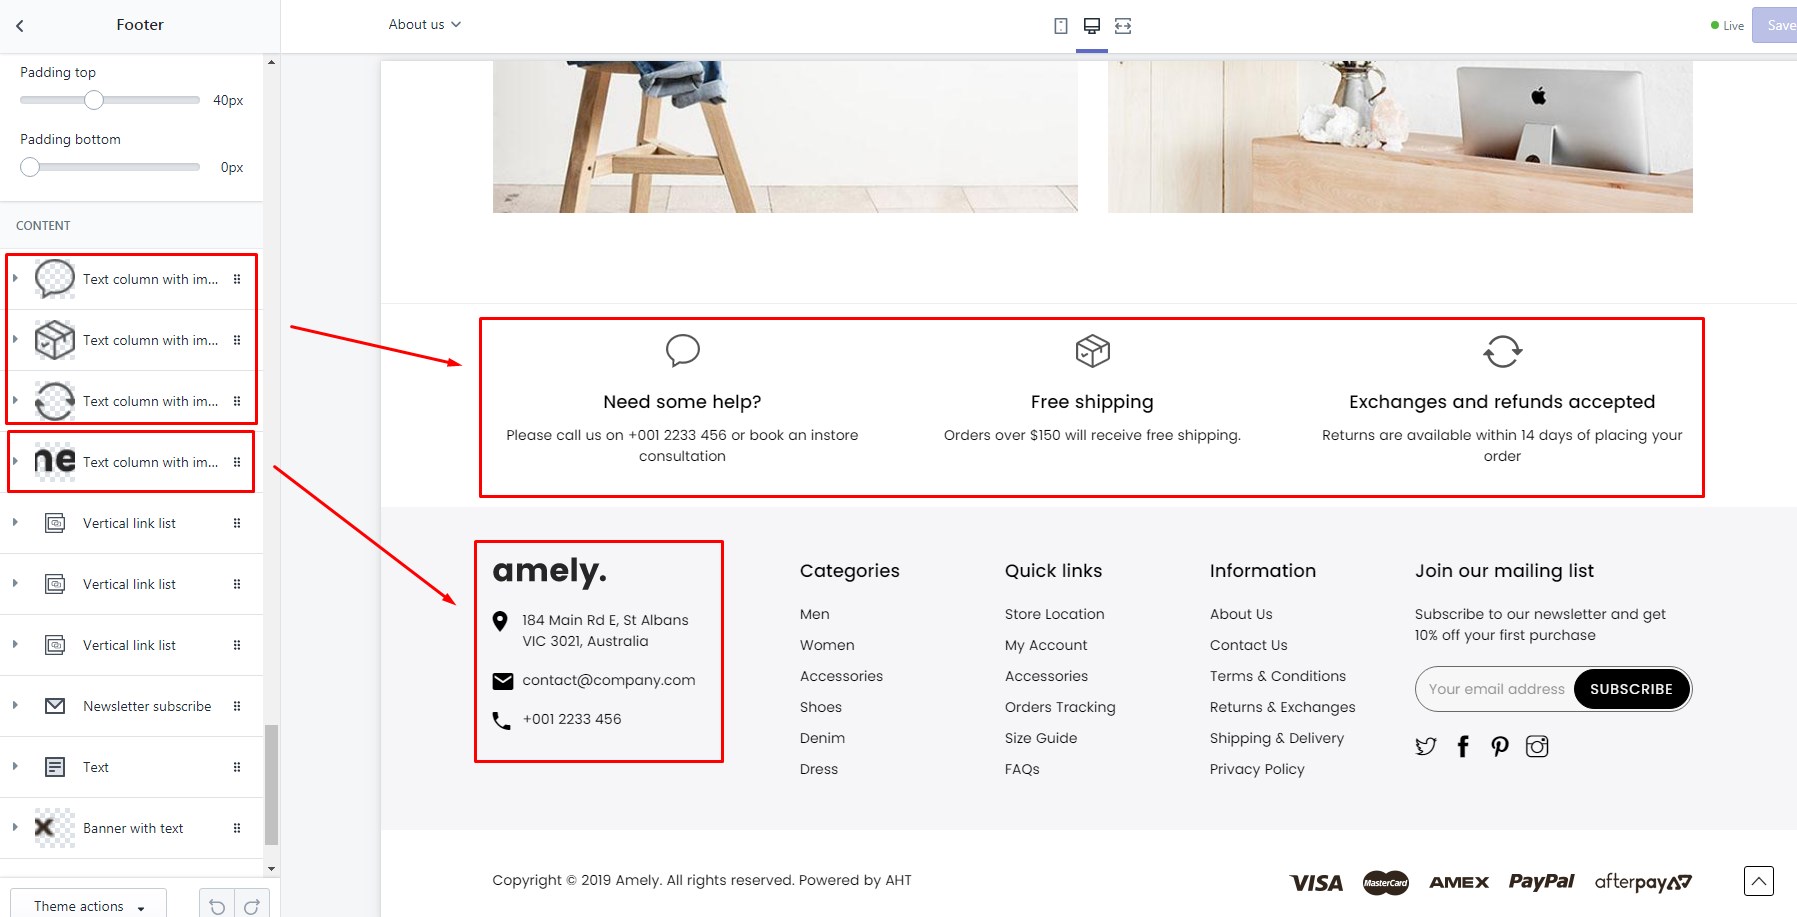 Footer
About us
Live
Save
Padding top
40px
Padding bottom
0px
CONTENT
Text column with im...
Text column with im...
Text column with im...
ne
Text column with im...
Vertical link list
Vertical link list
Vertical link list
Newsletter subscribe
Text
Banner with text
Theme actions
Need some help?
Please call us on +001 2233 456 or book an instore
consultation
Free shipping
Orders over $150 will receive free shipping.
Exchanges and refunds accepted
Returns are available within 14 days of placing your
order
amely.
184 Main Rd E, St Albans
VIC 3021, Australia
contact@company.com
+001 2233 456
Categories
Men
Women
Accessories
Shoes
Denim
Dress
Quick links
Store Location
My Account
Accessories
Orders Tracking
Size Guide
FAQs
Information
About Us
Contact Us
Terms & Conditions
Returns & Exchanges
Shipping & Delivery
Privacy Policy
Join our mailing list
Subscribe to our newsletter and get
10% off your first purchase
Your email address
SUBSCRIBE
Copyright © 2019 Amely. All rights reserved. Powered by AHT
VISA
MasterCard
AMEX
PayPal
afterpay